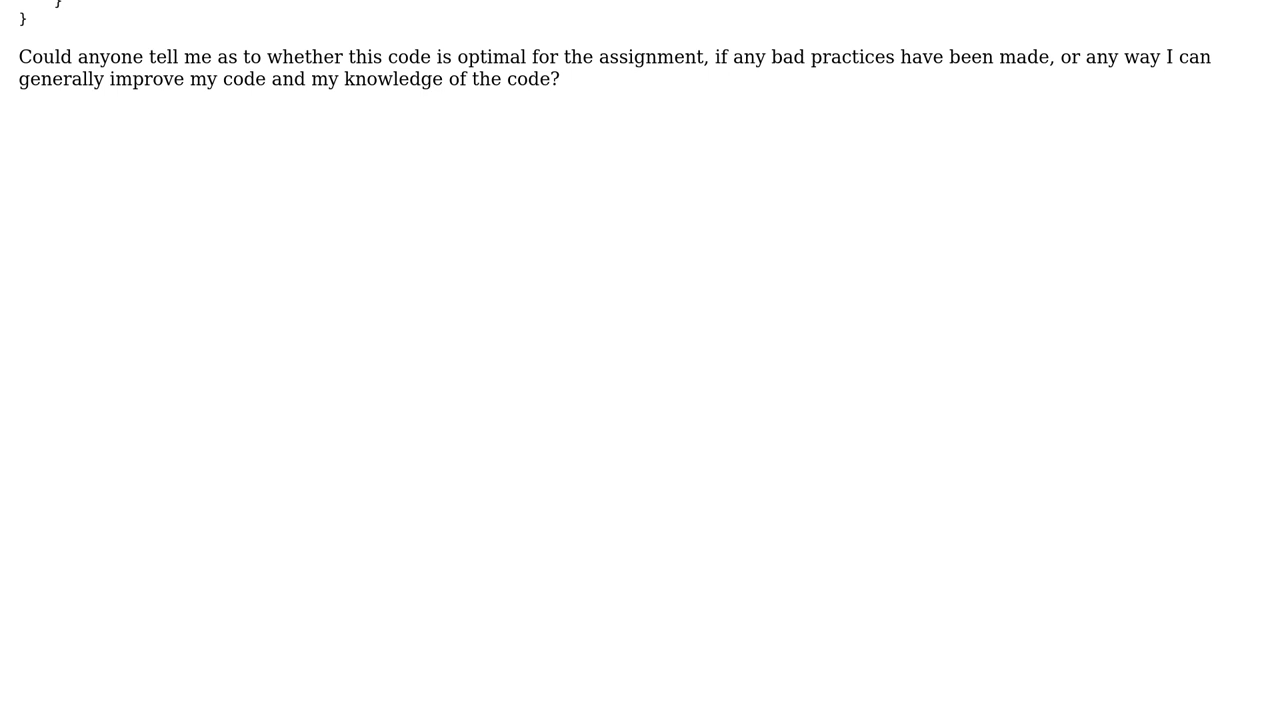 }
}
Could anyone tell me as to whether this code is optimal for the assignment, if any bad practices have been made, or any way I can
generally improve my code and my knowledge of the code?